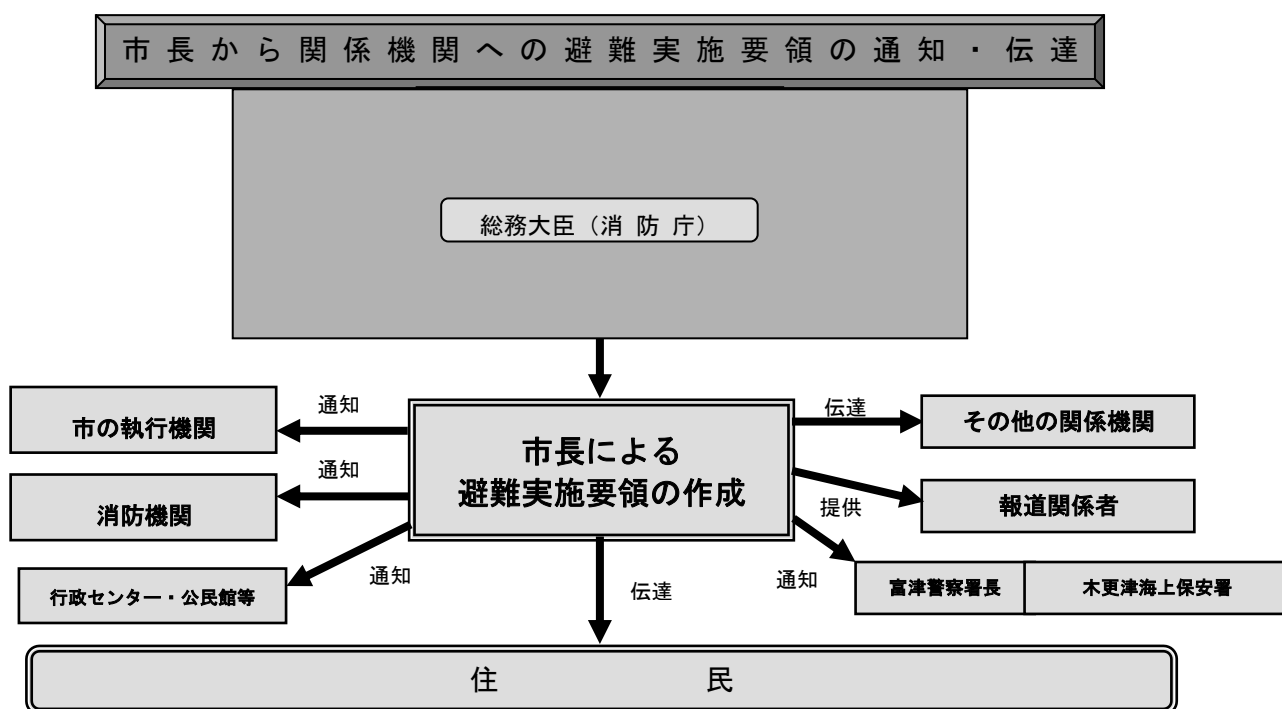 市長から関係機関への避難実施要領の通知・伝達
総務大臣（消 防 庁）
通知
伝達
市の執行機関
市長による
避難実施要領の作成
その他の関係機関
通知
消防機関
提供
報道関係者
通知
行政センター・公民館等
伝達
通知
富津警察署長
木更津海上保安署
住 民